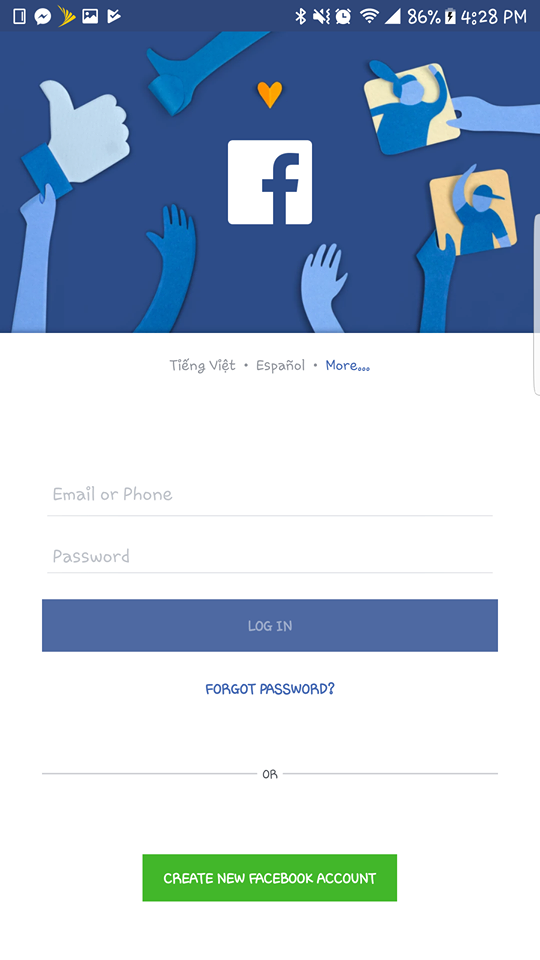 86% 4:28 PM
f
Tiếng Việt • Español • More...
Email or Phone
Password
LOG IN
FORGOT PASSWORD?
OR
CREATE NEW FACEBOOK ACCOUNT